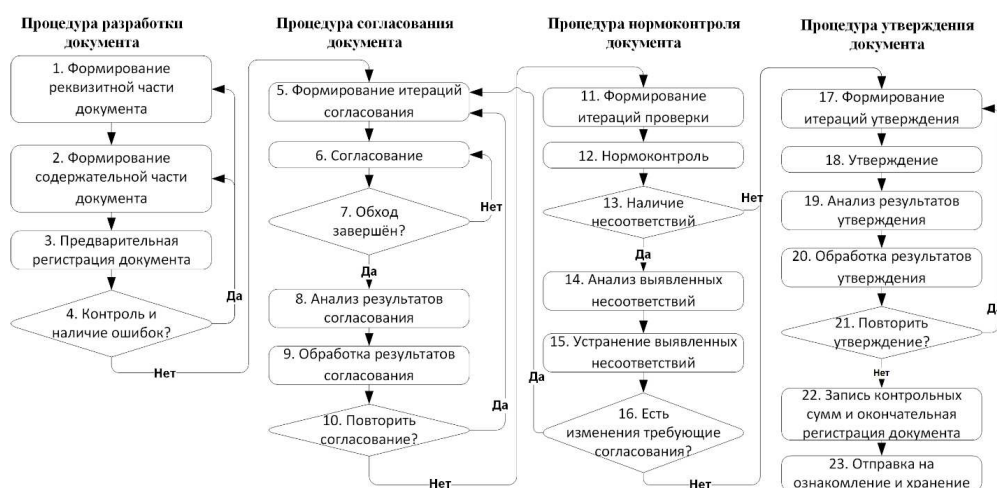 Процедура разработки
документа
1. Формирование
реквизитной части
документа
2. Формирование
содержательной части
документа
3. Предварительная
регистрация документа
4. Контроль и
наличие ошибок?
Да
Нет
Процедура согласования
документа
5. Формирование итераций
согласования
6. Согласование
7. Обход
завершён?
Нет
Да
8. Анализ результатов
согласования
9. Обработка результатов
согласования
10. Повторить
согласование?
Да
Нет
Процедура нормоконтроля
документа
11. Формирование
итераций проверки
12. Нормоконтроль
13. Наличие
несоответствий
Нет
Да
14. Анализ выявленных
несоответствий
15. Устранение выявленных
несоответствий
16. Есть
изменения требующие
согласования?
Да
Нет
Процедура утверждения
документа
17. Формирование
итераций утверждения
18. Утверждение
19. Анализ результатов
утверждения
20. Обработка результатов
утверждения
21. Повторить
утверждение?
Да
Нет
22. Запись контрольных
сумм и окончательная
регистрация документа
23. Отправка на
ознакомление и хранение